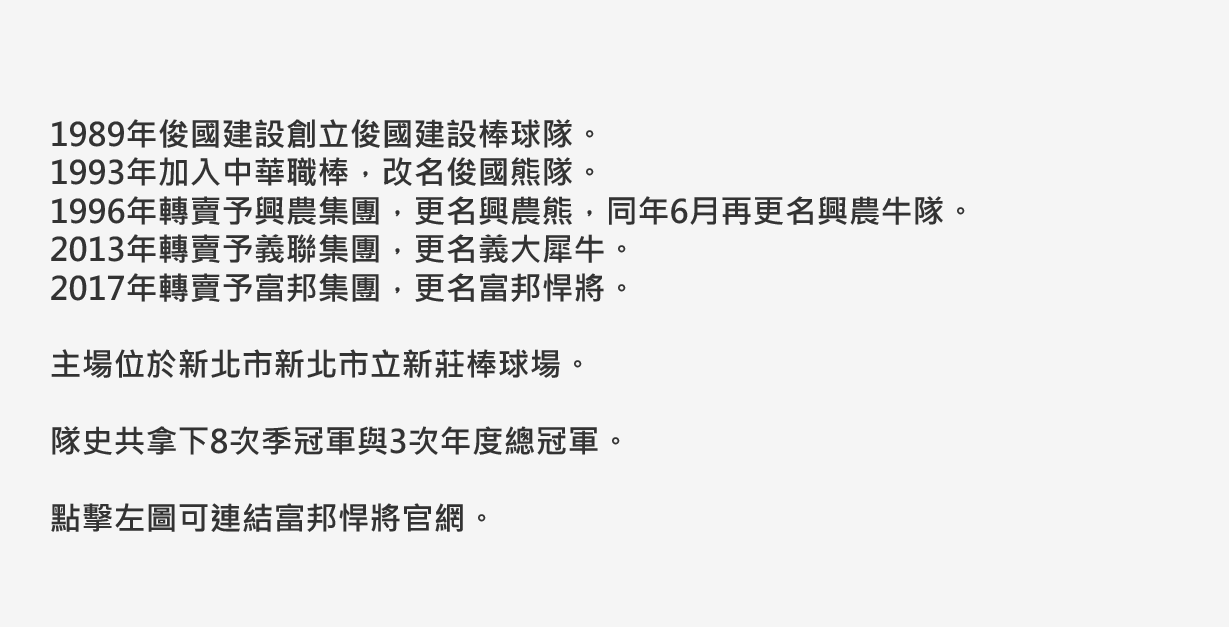 1989年俊國建設創立俊國建設棒球隊。
1993年加入中華職棒，改名俊國熊隊。
1996年轉賣予興農集團，更名興農熊，同年6月再更名興農牛隊。
2013年轉賣予義聯集團，更名義大犀牛。
2017年轉賣予富邦集團，更名富邦悍將。
主場位於新北市新北市立新莊棒球場。
隊史共拿下8次季冠軍與3次年度總冠軍。
點擊左圖可連結富邦悍將官網。